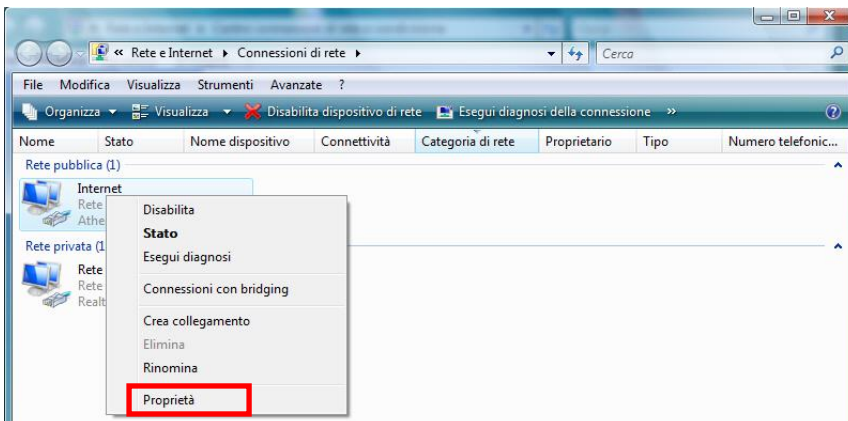 « Rete e Internet ▸ Connessioni di rete ▸ Cerca
File Modifica Visualizza Strumenti Avanzate ?
Organizza Visualizza Disabilita dispositivo di rete Esegui diagnosi della connessione »
Nome Stato Nome dispositivo Connettività Categoria di rete Proprietario Tipo Numero telefonic...
Rete pubblica (1)
Internet
Rete
Athe
Disabilita
Stato
Esegui diagnosi
Connessioni con bridging
Crea collegamento
Elimina
Rinomina
Proprietà
Rete privata (1
Rete
Rete
Realt